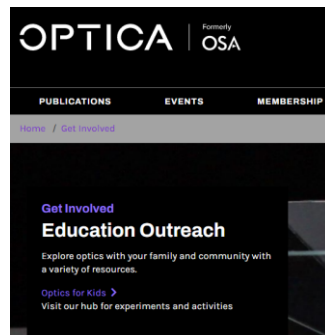 OPTICA Formerly OSA
PUBLICATIONS EVENTS MEMBERSHIP
Home / Get Involved
Get Involved
Education Outreach
Explore optics with your family and community with
a variety of resources.
Optics for Kids >
Visit our hub for experiments and activities